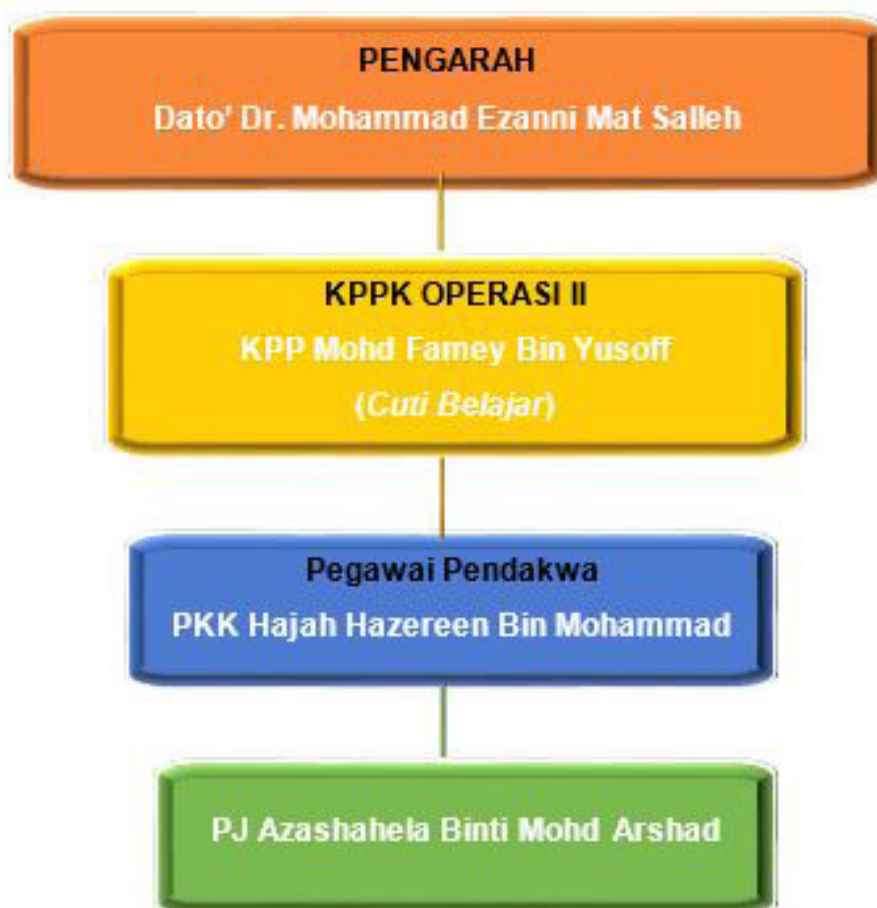 PENGARAH
Dato' Dr. Mohammad Ezanni Mat Salleh
KPPK OPERASI II
KPP Mohd Famey Bin Yusoff
(Cuti Belajar)
Pegawai Pendakwa
PKK Hajah Hazereen Bin Mohammad
PJ Azashahela Binti Mohd Arshad